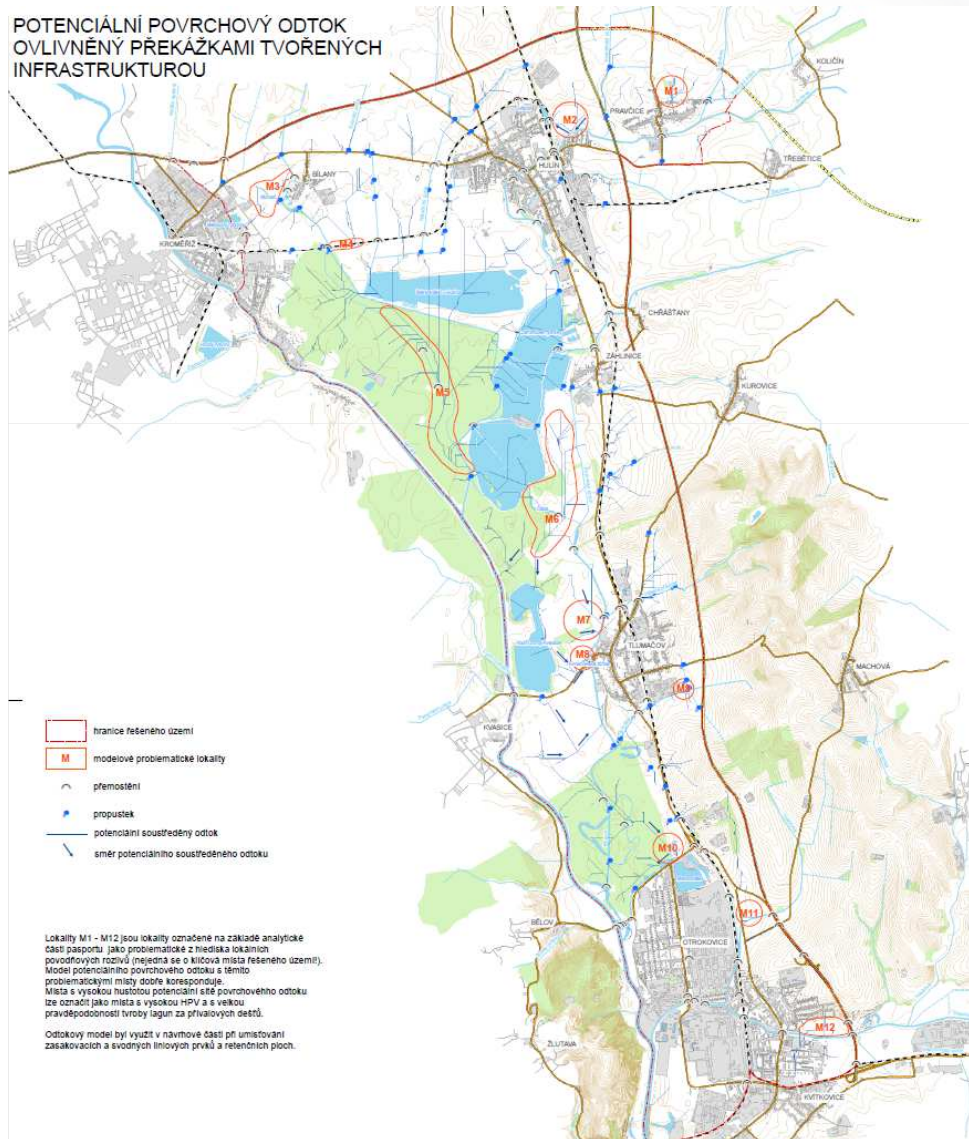 POTENCIÁLNÍ POVRCHOVÝ ODTOK
OVLIVNĚNÝ PŘEKÁŽKAMI TVOŘENÝCH
INFRASTRUKTUROU
KOLIČÍN
M1
PRAVČICE
M2
TŘEBĚTICE
HULÍN
BÍLANY
M3
KROMĚŘÍŽ
M4
CHRÁŠŤANY
ZÁHLINICE
KUROVICE
M5
M6
M7
TLUMAČOV
M8
MACHOVÁ
M9
KVASICE
hranice řešeného území
M
modelové problematické lokality
přemostění
propustek
potenciální soustředěný odtok
směr potenciálního soustředěného odtoku
M10
M11
BĚLOV
OTROKOVICE
Lokality M1 - M12 jsou lokality označené na základě analytické
části pasportu jako problematické z hlediska lokálních
povodňových rozlivů (nejedná se o klíčová místa řešeného území!).
Model potenciálního povrchového odtoku s těmito
problematickými místy dobře koresponduje.
Místa s vysokou hustotou potenciální sítě povrchového odtoku
lze označit jako místa s vysokou HPV a s velkou
pravděpodobností tvroby lagun za přívalových dešťů.
Odtokový model byl využit v návrhové části při umisťování
zasakovacích a svodných liniových prvků a retenčních ploch.
M12
ŽLUTAVA
KVÍTKOVICE